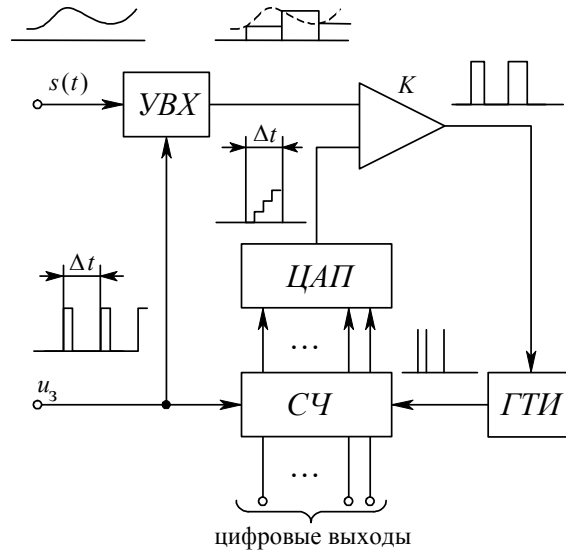 s(t)
УВХ
K
Δt
Δt
ЦАП
...
u_з
СЧ
ГТИ
...
цифровые выходы